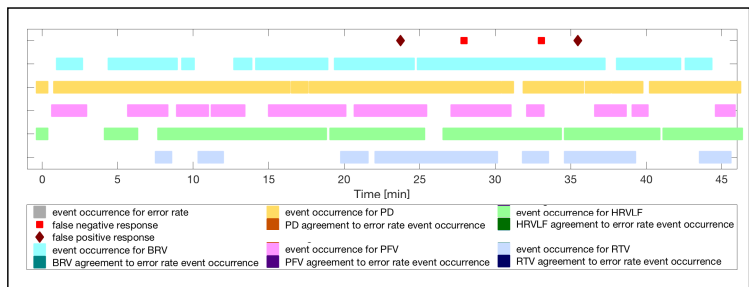 0 5 10 15 20 25 30 35 40 45
Time [min]
event occurrence for error rate
false negative response
false positive response
event occurrence for BRV
BRV agreement to error rate event occurrence
event occurrence for PD
PD agreement to error rate event occurrence
event occurrence for PFV
PFV agreement to error rate event occurrence
event occurrence for HRVLF
HRVLF agreement to error rate event occurrence
event occurrence for RTV
RTV agreement to error rate event occurrence